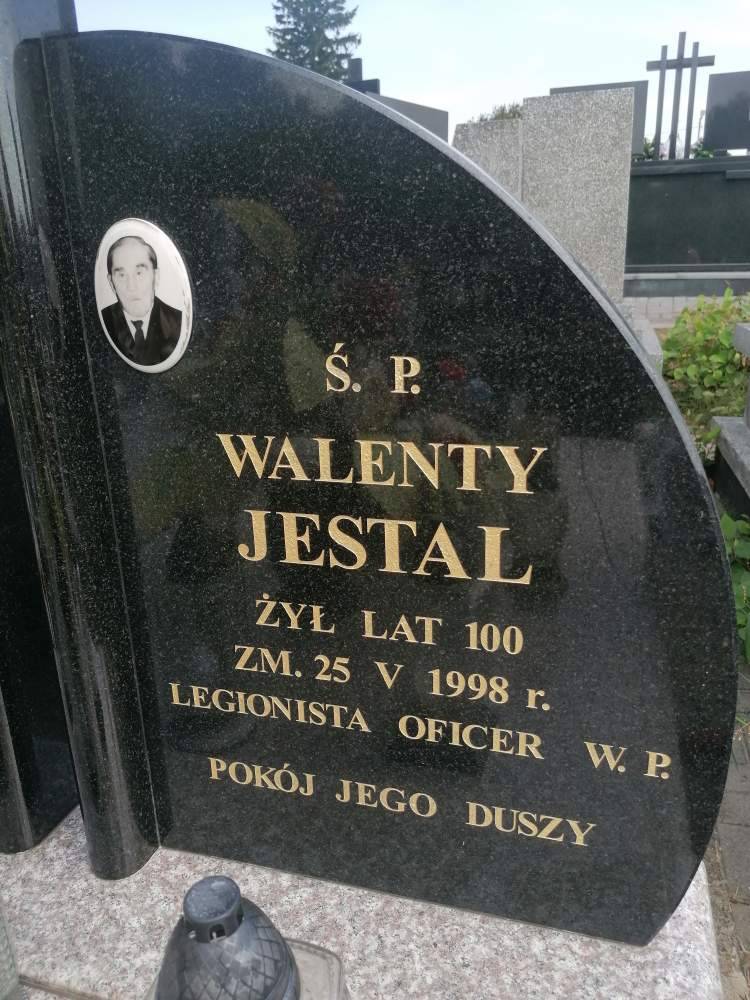 Ś. P.
WALENTY
JESTAL
ŻYŁ LAT 100
ZM. 25 V 1998 r.
LEGIONISTA OFICER W. P.
POKÓJ JEGO DUSZY